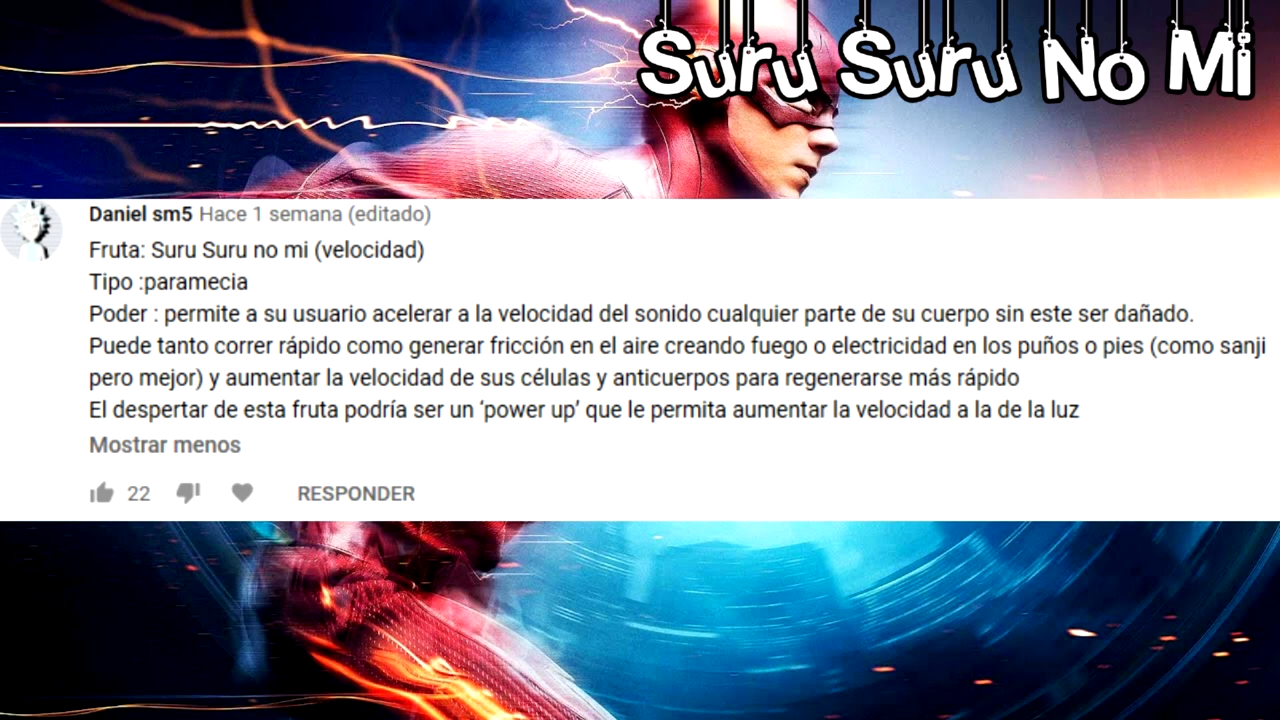 Suru Suru No Mi
Daniel sm5 Hace 1 semana (editado)
Fruta: Suru Suru no mi (velocidad)
Tipo :paramecia
Poder : permite a su usuario acelerar a la velocidad del sonido cualquier parte de su cuerpo sin este ser dañado.
Puede tanto correr rápido como generar fricción en el aire creando fuego o electricidad en los puños o pies (como sanji
pero mejor) y aumentar la velocidad de sus células y anticuerpos para regenerarse más rápido
El despertar de esta fruta podría ser un ‘power up’ que le permita aumentar la velocidad a la de la luz
Mostrar menos
22 RESPONDER